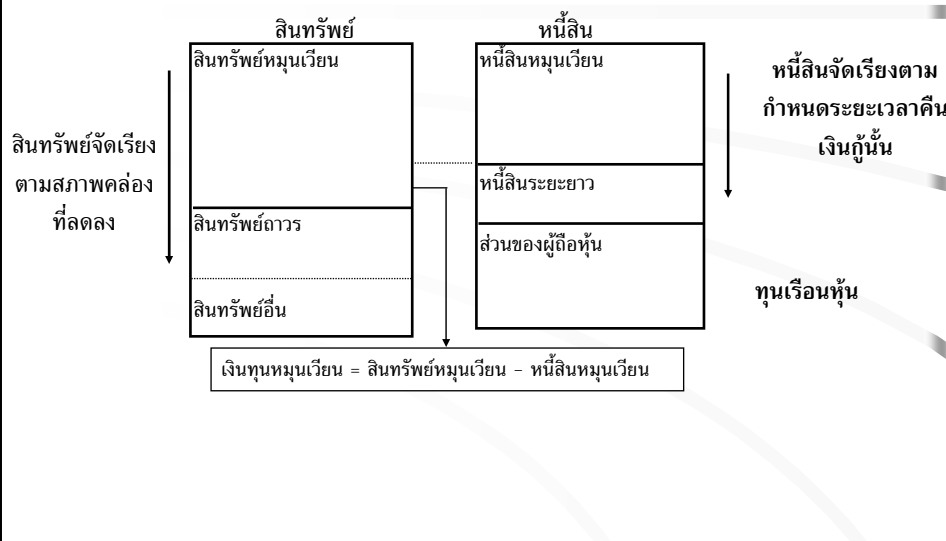 สินทรัพย์
หนี้สิน
สินทรัพย์จัดเรียง
ตามสภาพคล่อง
ที่ลดลง
สินทรัพย์หมุนเวียน
สินทรัพย์ถาวร
สินทรัพย์อื่น
หนี้สินหมุนเวียน
หนี้สินระยะยาว
ส่วนของผู้ถือหุ้น
หนี้สินจัดเรียงตาม
กำหนดระยะเวลาคืน
เงินกู้นั้น
ทุนเรือนหุ้น
เงินทุนหมุนเวียน = สินทรัพย์หมุนเวียน - หนี้สินหมุนเวียน